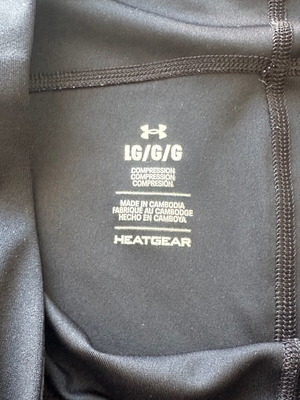 LG/G/G
COMPRESSION
COMPRESSION
COMPRESIÓN
MADE IN CAMBODIA
FABRIQUÉ AU CAMBODGE
HECHO EN CAMBOYA
HEATGEAR